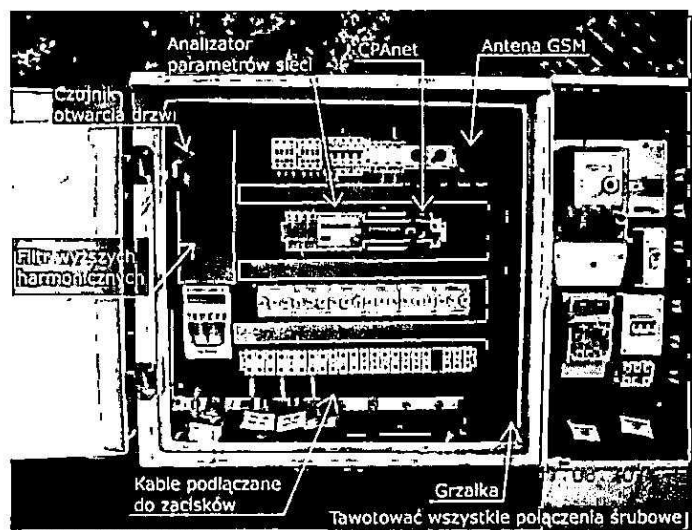 Analizator
parametrów sieci
CPAnet
Antena GSM
Czujnik
otwarcia drzwi
Filtr wyższych
harmonicznych
Kable podłączane
do zacisków
Grzałka
Tawotować wszystkie połączenia śrubowe